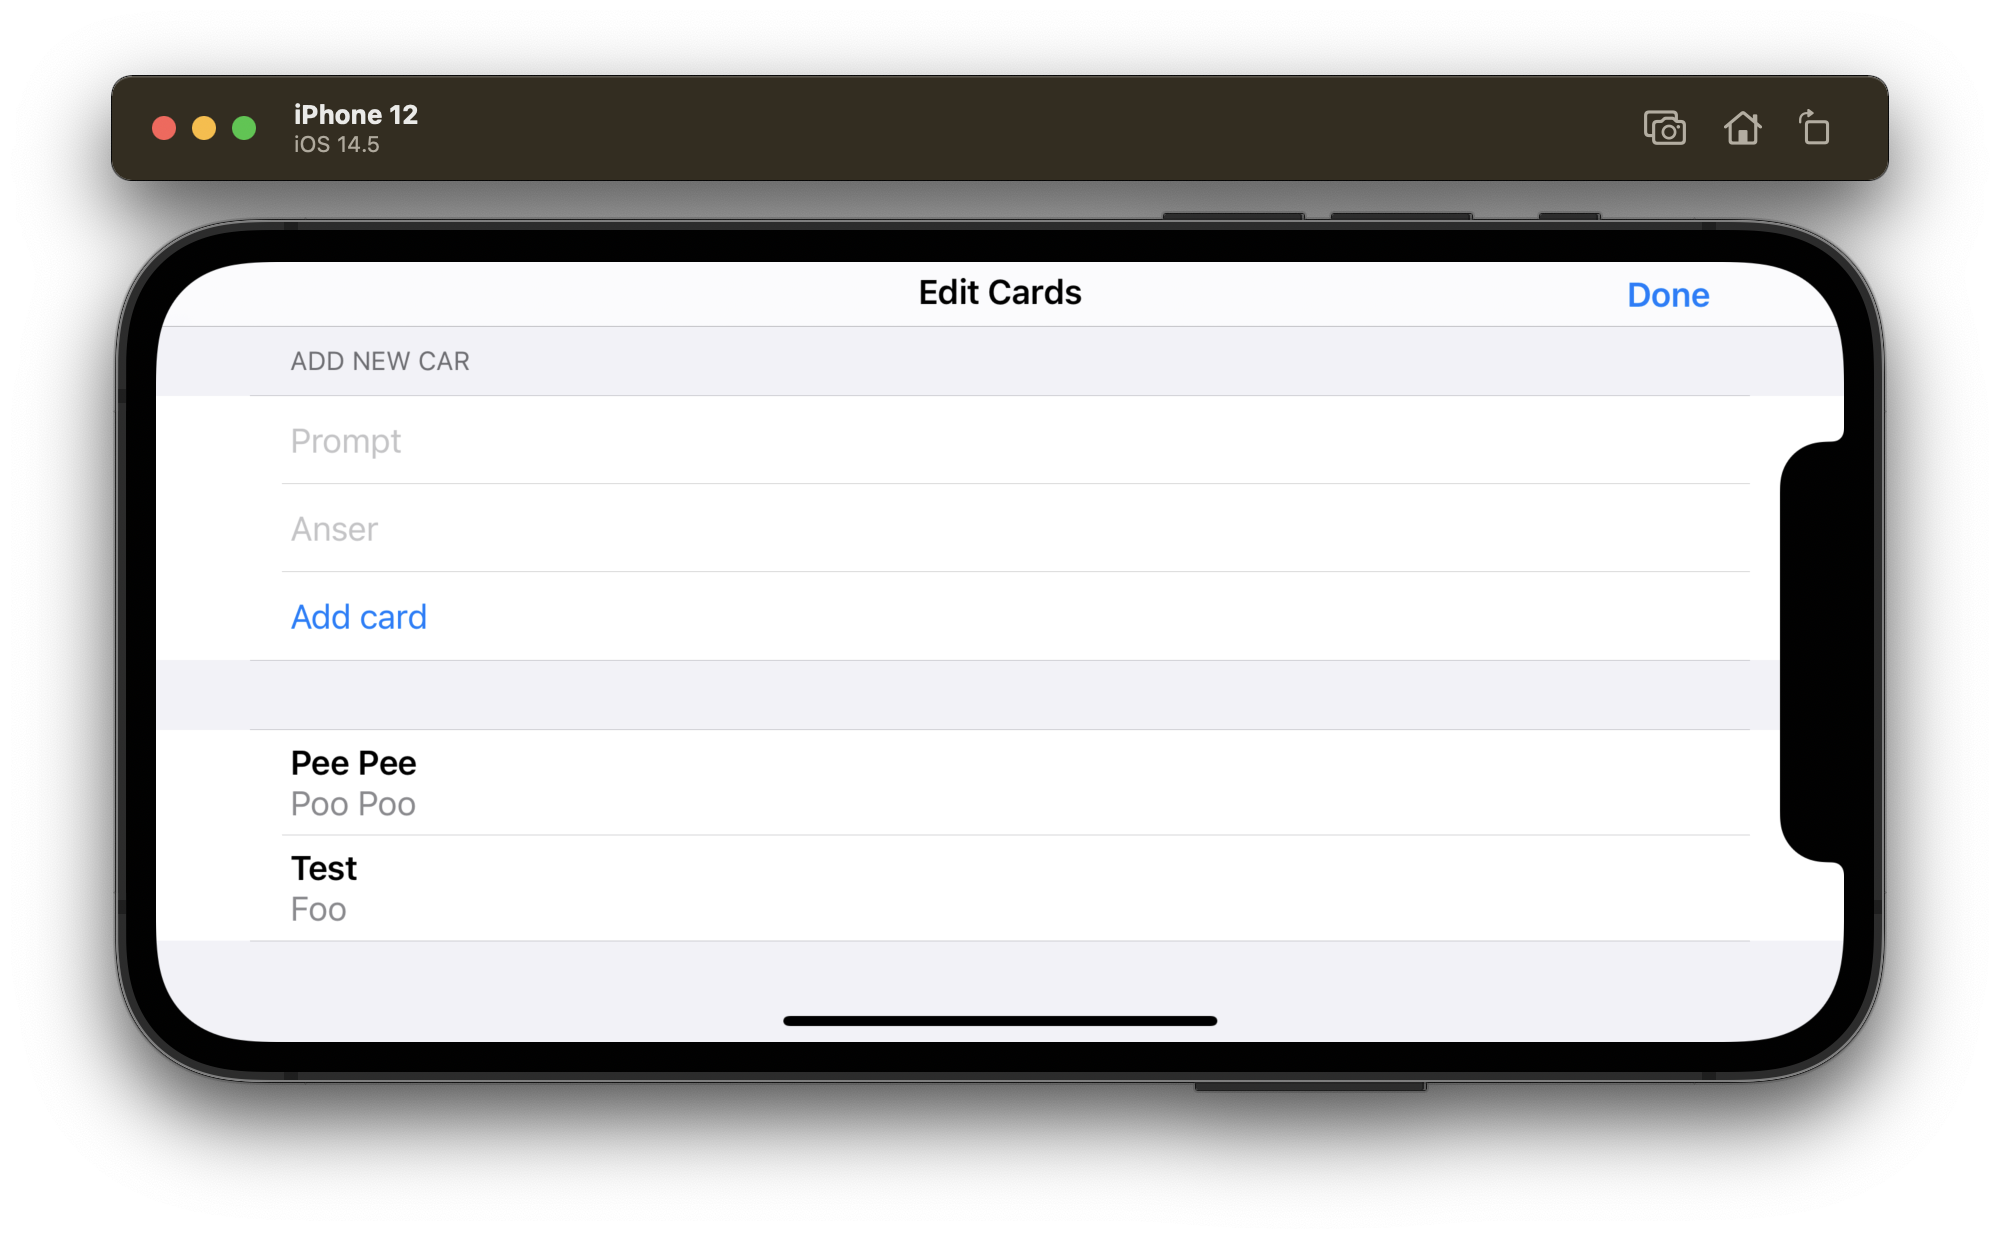 iPhone 12
iOS 14.5
Edit Cards
Done
ADD NEW CAR
Prompt
Anser
Add card
Pee Pee
Poo Poo
Test
Foo